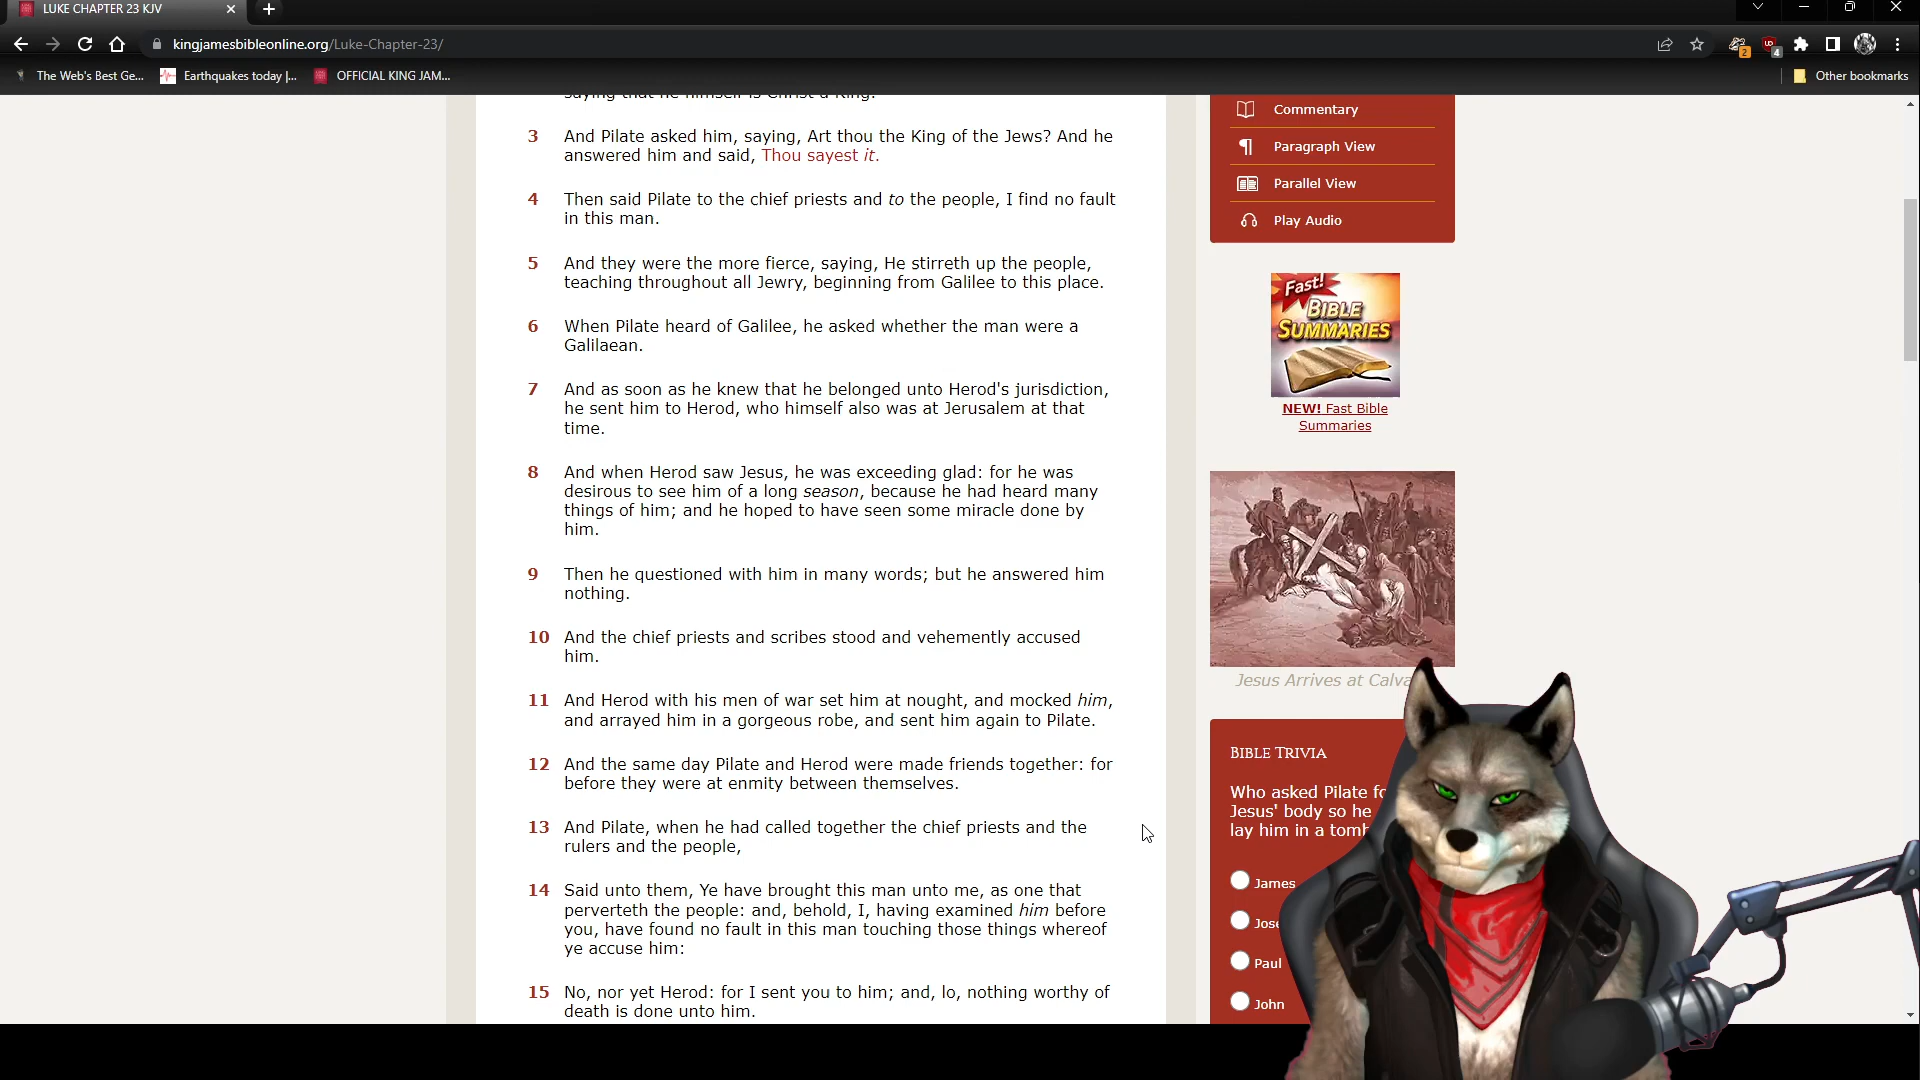 LUKE CHAPTER 23 KJV
kingjamesbibleonline.org/Luke-Chapter-23/
2
4
The Web's Best Ge...
Earthquakes today |...
OFFICIAL KING JAM...
Other bookmarks
saying that he himself is Christ a King.
3 And Pilate asked him, saying, Art thou the King of the Jews? And he
answered him and said, Thou sayest it.
4 Then said Pilate to the chief priests and to the people, I find no fault
in this man.
5 And they were the more fierce, saying, He stirreth up the people,
teaching throughout all Jewry, beginning from Galilee to this place.
6 When Pilate heard of Galilee, he asked whether the man were a
Galilaean.
7 And as soon as he knew that he belonged unto Herod's jurisdiction,
he sent him to Herod, who himself also was at Jerusalem at that
time.
8 And when Herod saw Jesus, he was exceeding glad: for he was
desirous to see him of a long season, because he had heard many
things of him; and he hoped to have seen some miracle done by
him.
9 Then he questioned with him in many words; but he answered him
nothing.
10 And the chief priests and scribes stood and vehemently accused
him.
11 And Herod with his men of war set him at nought, and mocked him,
and arrayed him in a gorgeous robe, and sent him again to Pilate.
12 And the same day Pilate and Herod were made friends together: for
before they were at enmity between themselves.
13 And Pilate, when he had called together the chief priests and the
rulers and the people,
14 Said unto them, Ye have brought this man unto me, as one that
perverteth the people: and, behold, I, having examined him before
you, have found no fault in this man touching those things whereof
ye accuse him:
15 No, nor yet Herod: for I sent you to him; and, lo, nothing worthy of
death is done unto him.
Commentary
Paragraph View
Parallel View
Play Audio
Fast!
BIBLE
SUMMARIES
NEW! Fast Bible
Summaries
Jesus Arrives at Calva
BIBLE TRIVIA
Who asked Pilate fo
Jesus' body so he
lay him in a tomb
James
Jose
Paul
John